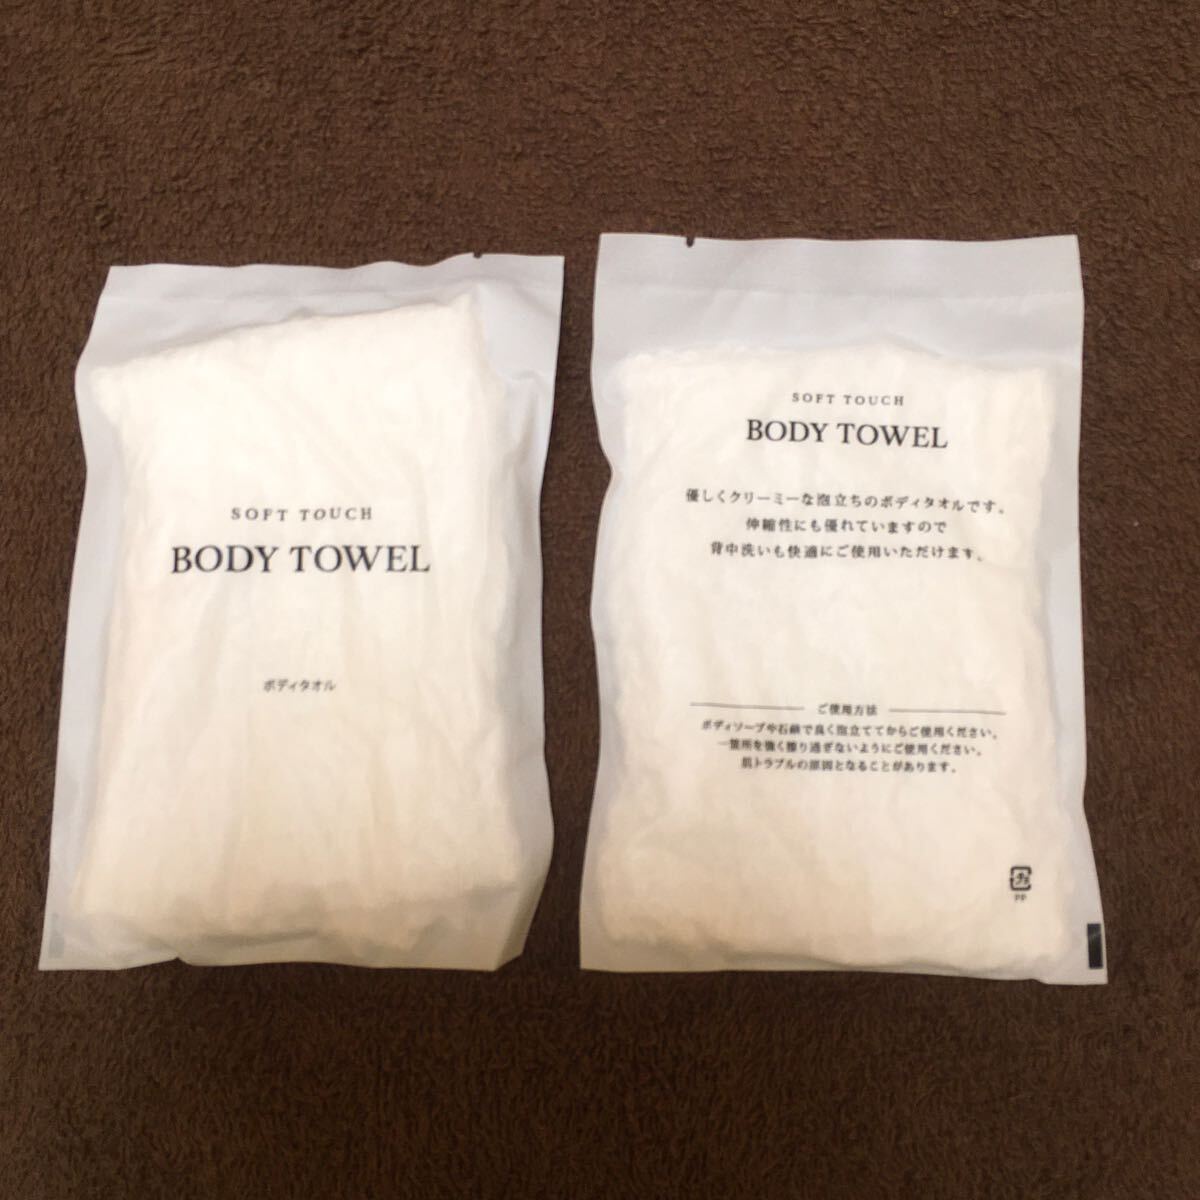 SOFT TOUCH
BODY TOWEL
ボディタオル
SOFT TOUCH
BODY TOWEL
優しくクリーミーな泡立ちのボディタオルです。
伸縮性にも優れていますので
背中洗いも快適にご使用いただけます。
ご使用方法
ボディソープや石鹸で良く泡立ててからご使用ください。
一箇所を強く擦り過ぎないようにご使用ください。
肌トラブルの原因となることがあります。
プラ
PP